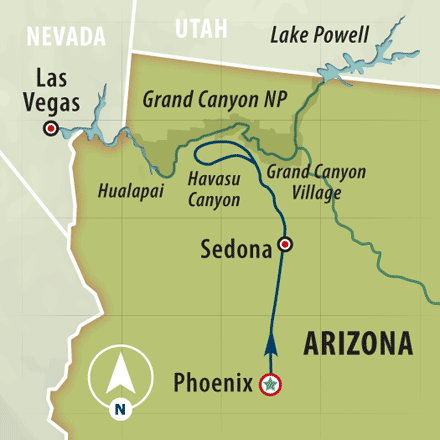 NEVADA
UTAH
Lake Powell
Las
Vegas
Grand Canyon NP
Hualapai
Havasu
Canyon
Grand Canyon
Village
Sedona
ARIZONA
Phoenix
N